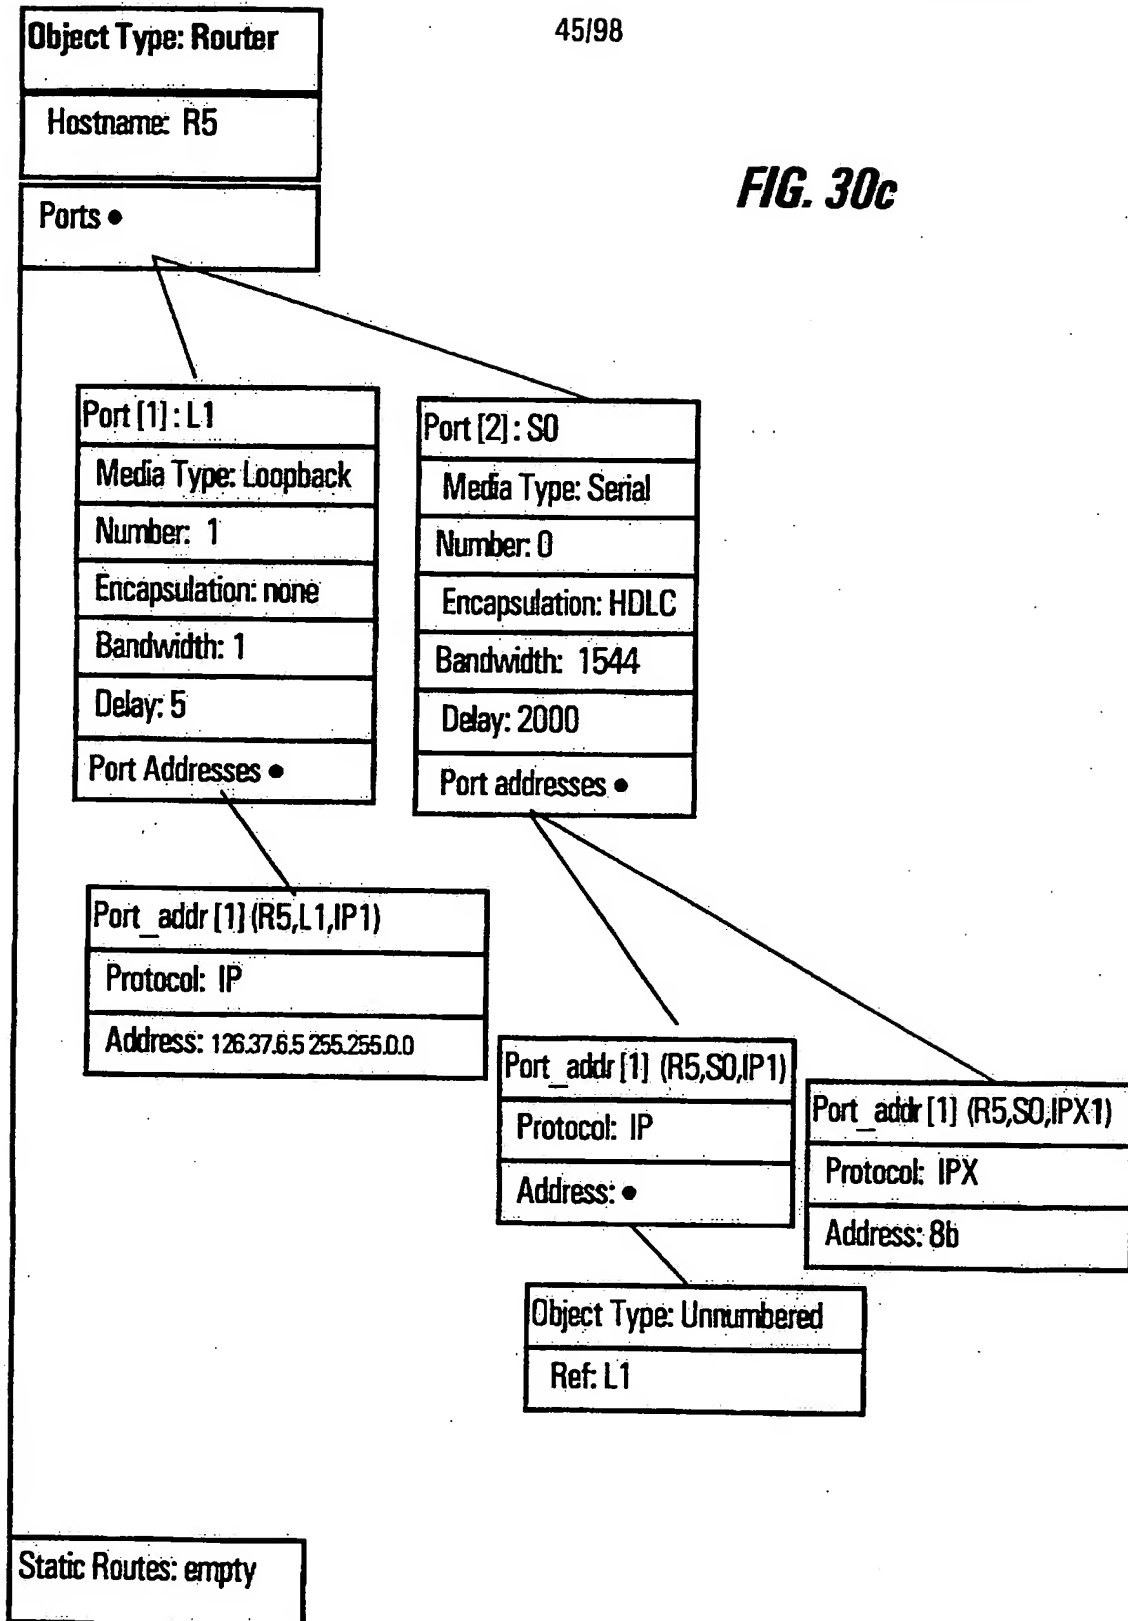 45/98
Object Type: Router
Hostname: R5
FIG. 30c
Ports •
Port [1] : L1
Media Type: Loopback
Number: 1
Encapsulation: none
Bandwidth: 1
Delay: 5
Port Addresses •
Port [2] : S0
Media Type: Serial
Number: 0
Encapsulation: HDLC
Bandwidth: 1544
Delay: 2000
Port addresses •
Port_addr [1] (R5,L1,IP1)
Protocol: IP
Address: 126.37.6.5 255.255.0.0
Port_addr [1] (R5,S0,IP1)
Protocol: IP
Address: •
Port_addr [1] (R5,S0,IPX1)
Protocol: IPX
Address: 8b
Object Type: Unnumbered
Ref: L1
Static Routes: empty